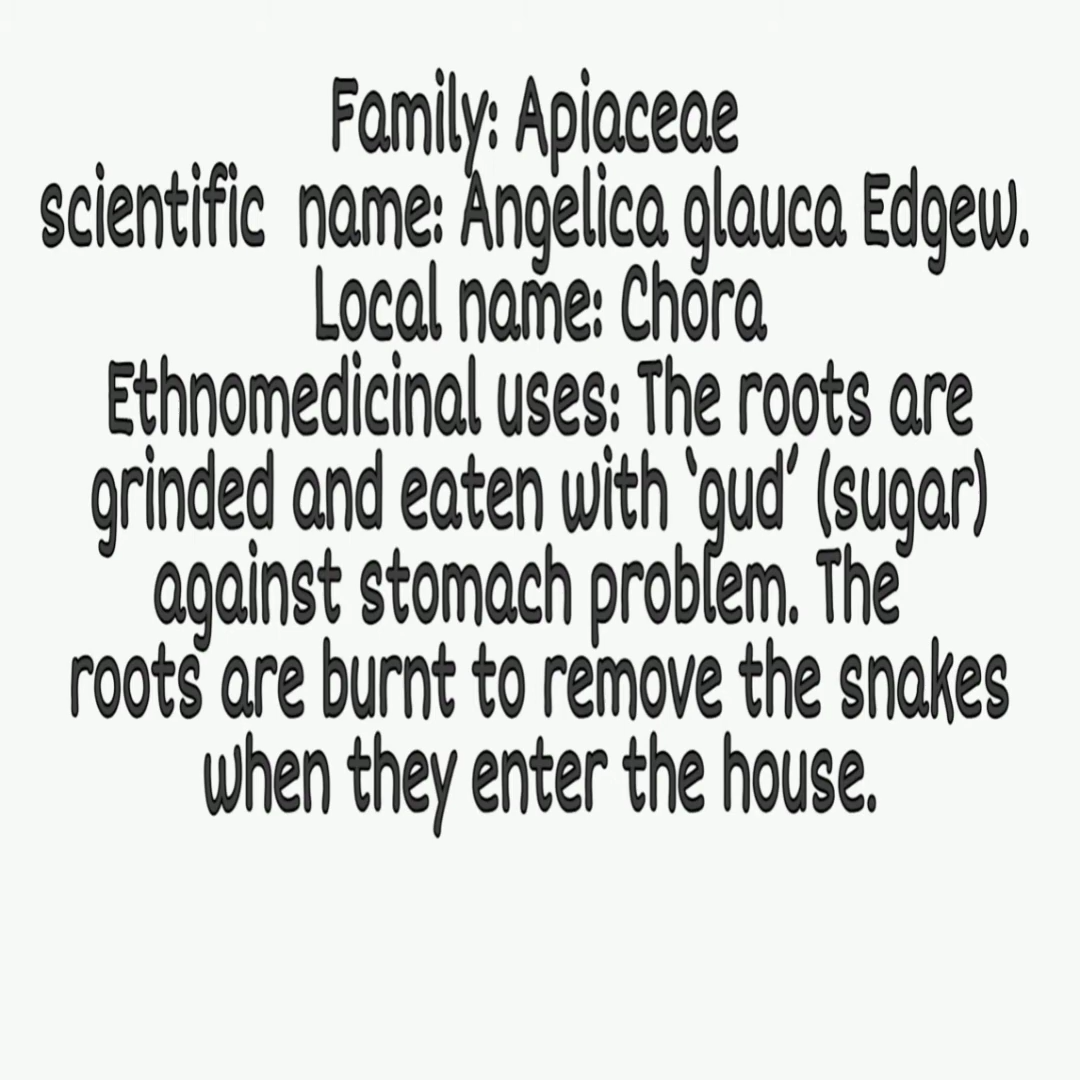 Family: Apiaceae
scientific  name: Angelica glauca Edgew.
Local name: Chora
Ethnomedicinal uses: The roots are
grinded and eaten with ‘gud’ (sugar)
against stomach problem. The
roots are burnt to remove the snakes
when they enter the house.